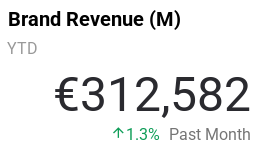 Brand Revenue (M)
YTD
€312,582
↑1.3% Past Month